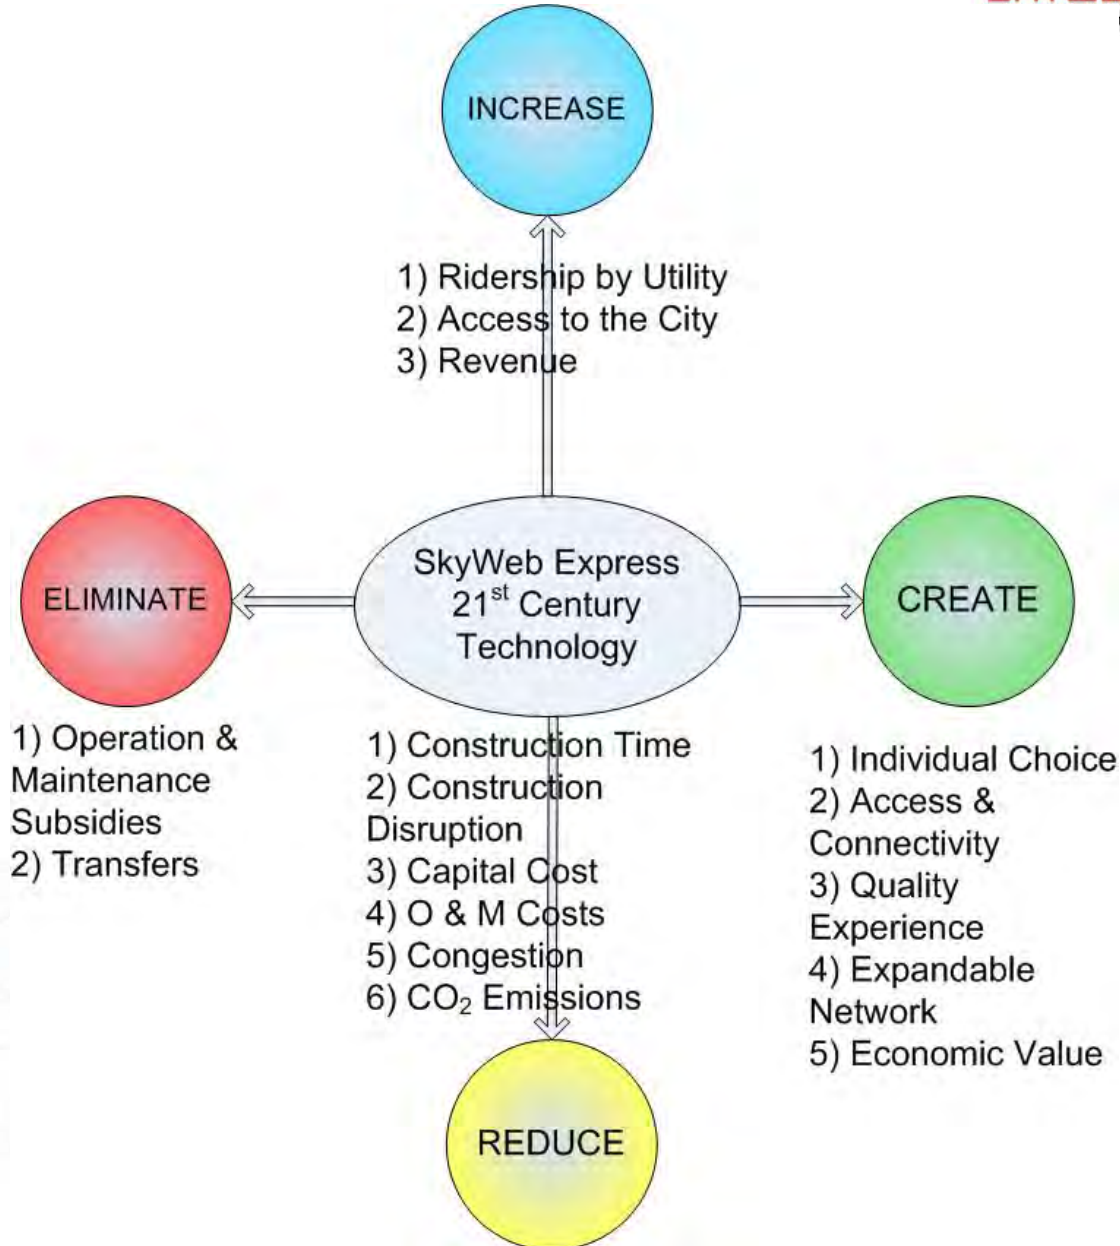 INCREASE
1) Ridership by Utility
2) Access to the City
3) Revenue
ELIMINATE
SkyWeb Express
21st Century
Technology
CREATE
1) Operation &
Maintenance
Subsidies
2) Transfers
1) Construction Time
2) Construction
Disruption
3) Capital Cost
4) O & M Costs
5) Congestion
6) CO₂ Emissions
1) Individual Choice
2) Access &
Connectivity
3) Quality
Experience
4) Expandable
Network
5) Economic Value
REDUCE